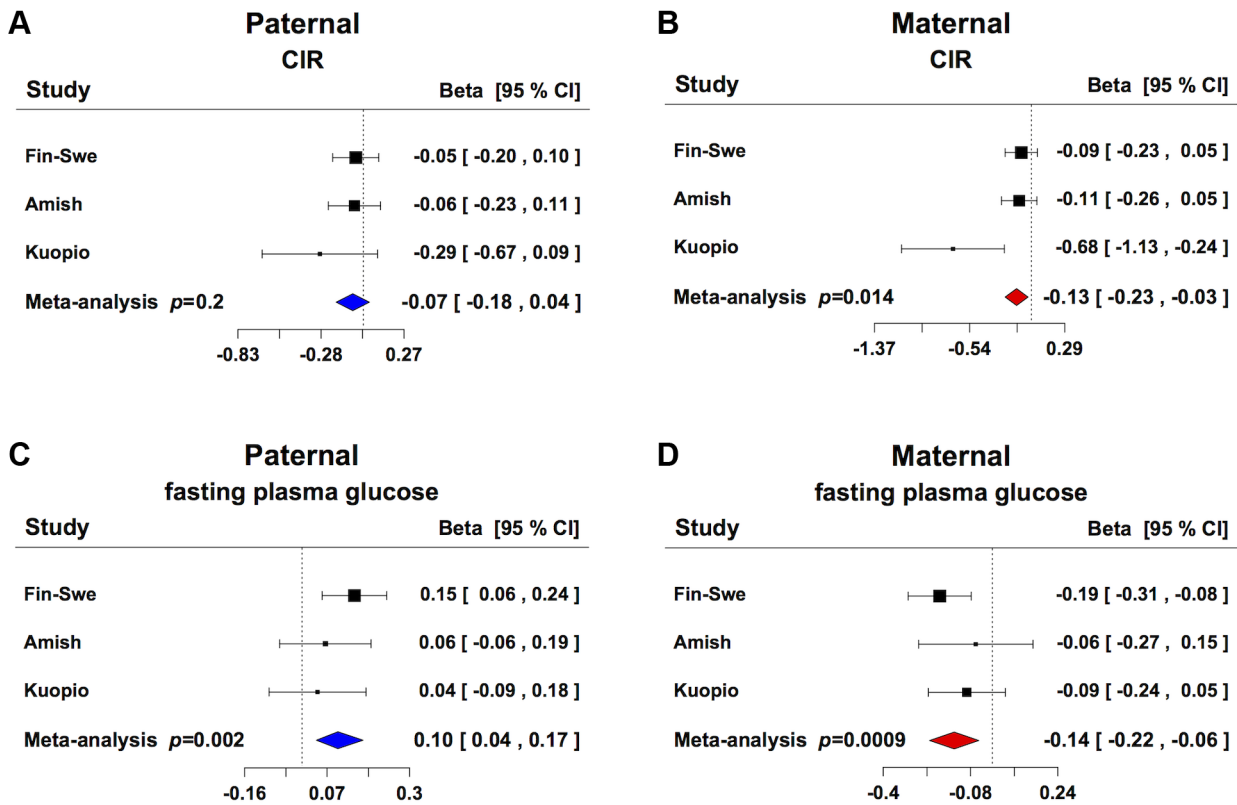 A
Paternal
CIR
Study Beta [95 % CI]
Fin-Swe -0.05 [ -0.20 , 0.10 ]
Amish -0.06 [ -0.23 , 0.11 ]
Kuopio -0.29 [ -0.67 , 0.09 ]
Meta-analysis p=0.2 -0.07 [ -0.18 , 0.04 ]
-0.83 -0.28 0.27
B
Maternal
CIR
Study Beta [95 % CI]
Fin-Swe -0.09 [ -0.23 , 0.05 ]
Amish -0.11 [ -0.26 , 0.05 ]
Kuopio -0.68 [ -1.13 , -0.24 ]
Meta-analysis p=0.014 -0.13 [ -0.23 , -0.03 ]
-1.37 -0.54 0.29
C
Paternal
fasting plasma glucose
Study Beta [95 % CI]
Fin-Swe 0.15 [ 0.06 , 0.24 ]
Amish 0.06 [ -0.06 , 0.19 ]
Kuopio 0.04 [ -0.09 , 0.18 ]
Meta-analysis p=0.002 0.10 [ 0.04 , 0.17 ]
-0.16 0.07 0.3
D
Maternal
fasting plasma glucose
Study Beta [95 % CI]
Fin-Swe -0.19 [ -0.31 , -0.08 ]
Amish -0.06 [ -0.27 , 0.15 ]
Kuopio -0.09 [ -0.24 , 0.05 ]
Meta-analysis p=0.0009 -0.14 [ -0.22 , -0.06 ]
-0.4 -0.08 0.24